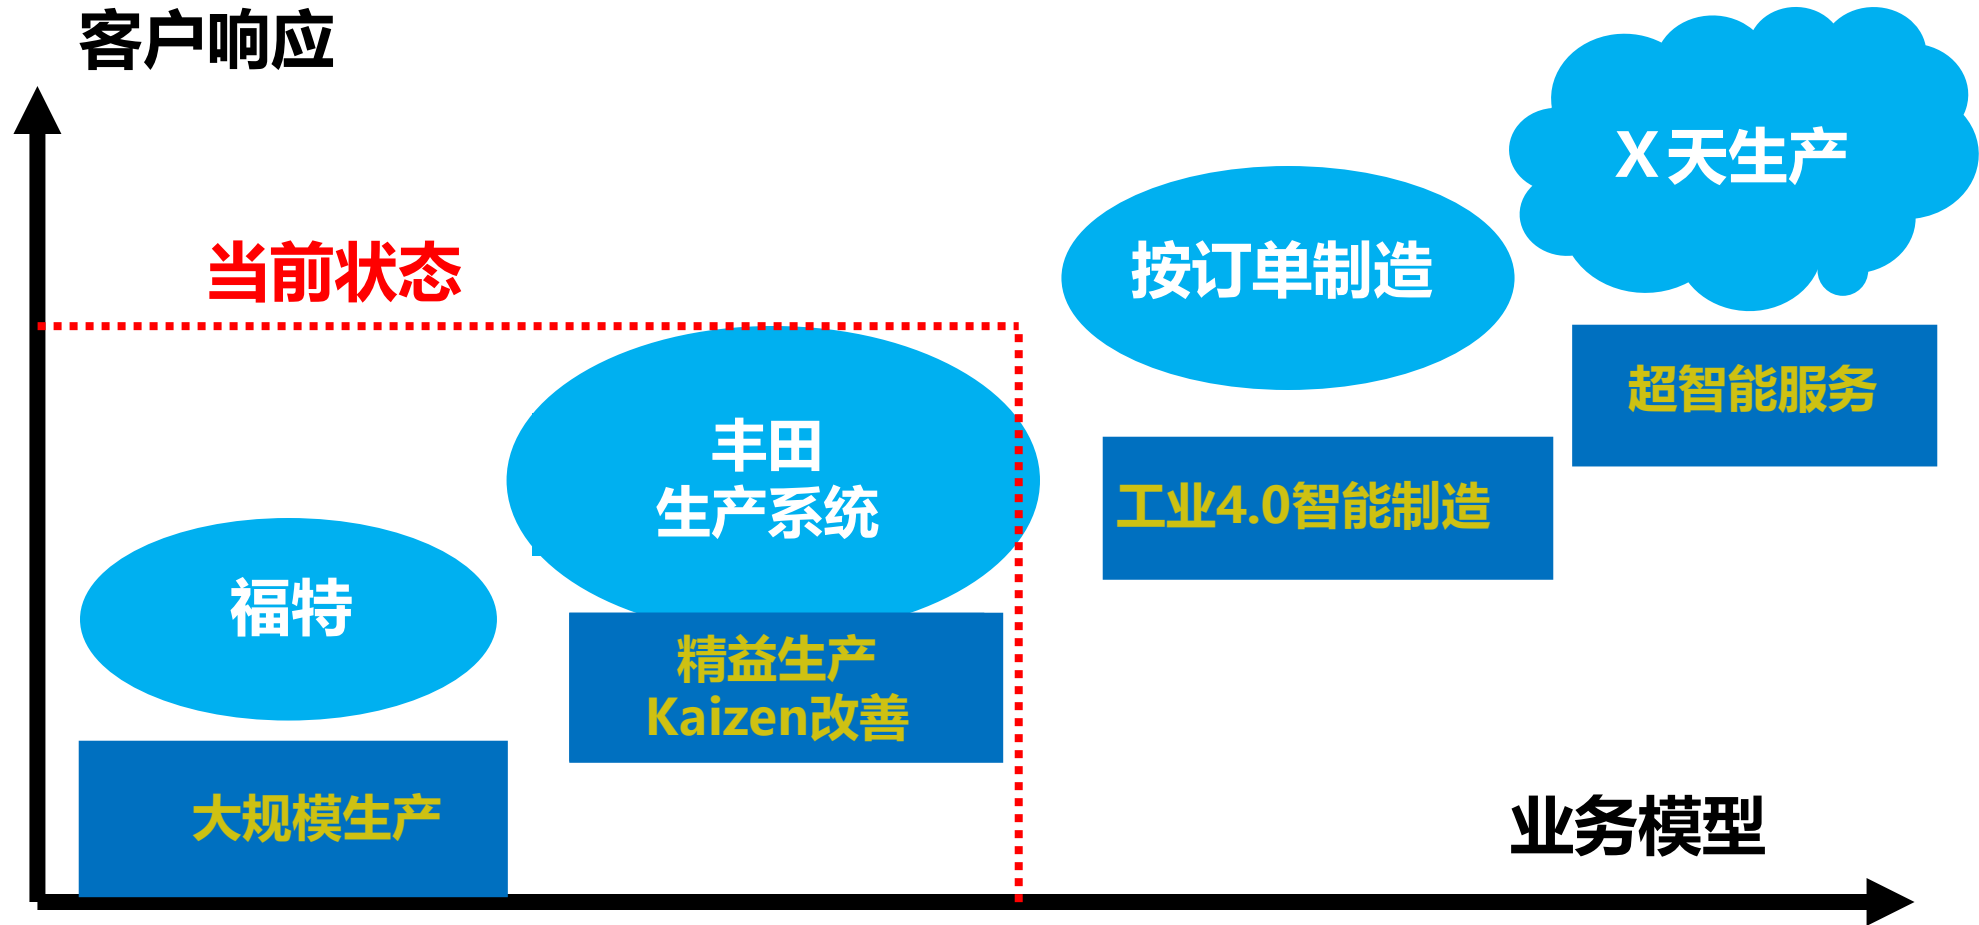 客户响应
X天生产
按订单制造
当前状态
超智能服务
丰田
生产系统
工业4.0智能制造
福特
精益生产
Kaizen改善
大规模生产
业务模型